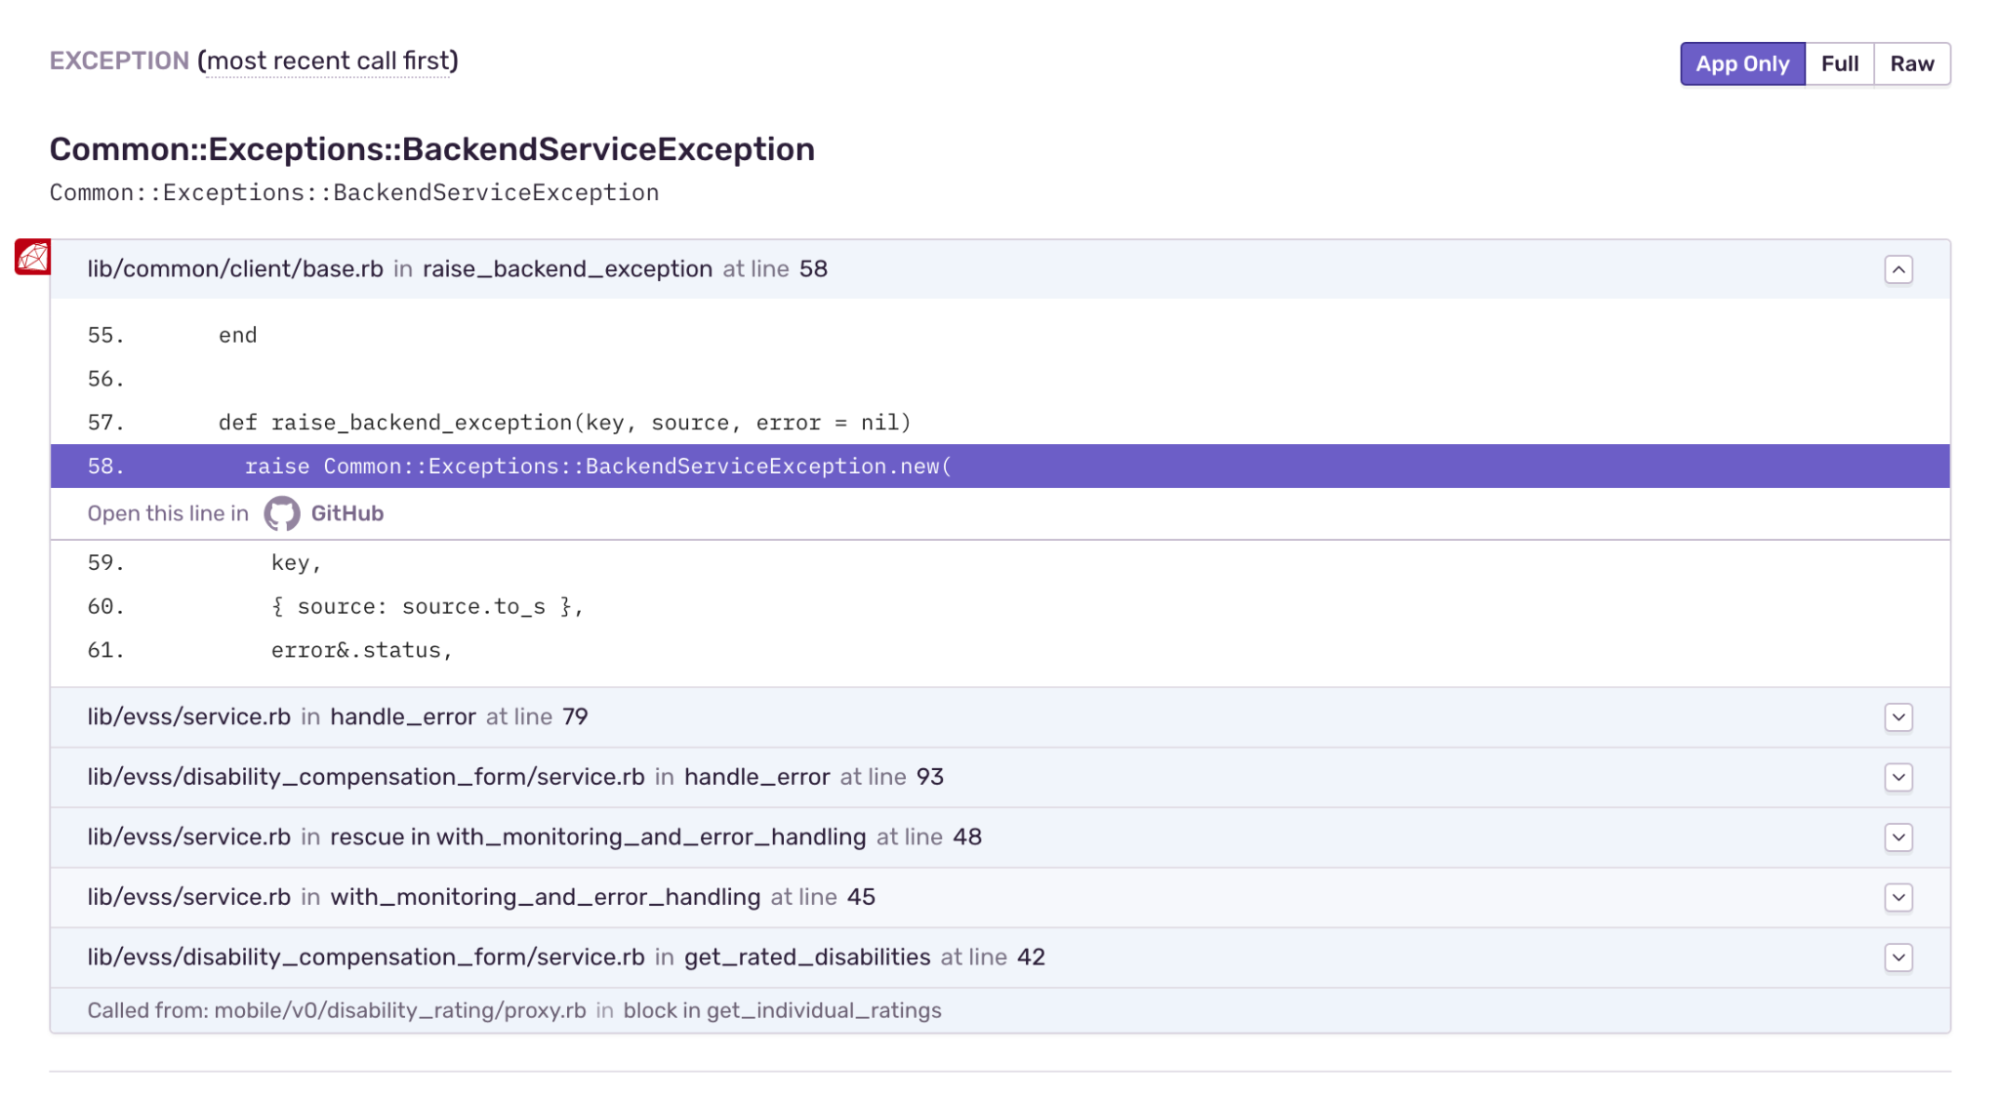 EXCEPTION (most recent call first)
App Only Full Raw
Common::Exceptions::BackendServiceException
Common::Exceptions::BackendServiceException
lib/common/client/base.rb in raise_backend_exception at line 58
55. end
56.
57. def raise_backend_exception(key, source, error = nil)
58. raise Common::Exceptions::BackendServiceException.new(
Open this line in GitHub
59. key,
60. { source: source.to_s },
61. error&.status,
lib/evss/service.rb in handle_error at line 79
lib/evss/disability_compensation_form/service.rb in handle_error at line 93
lib/evss/service.rb in rescue in with_monitoring_and_error_handling at line 48
lib/evss/service.rb in with_monitoring_and_error_handling at line 45
lib/evss/disability_compensation_form/service.rb in get_rated_disabilities at line 42
Called from: mobile/v0/disability_rating/proxy.rb in block in get_individual_ratings